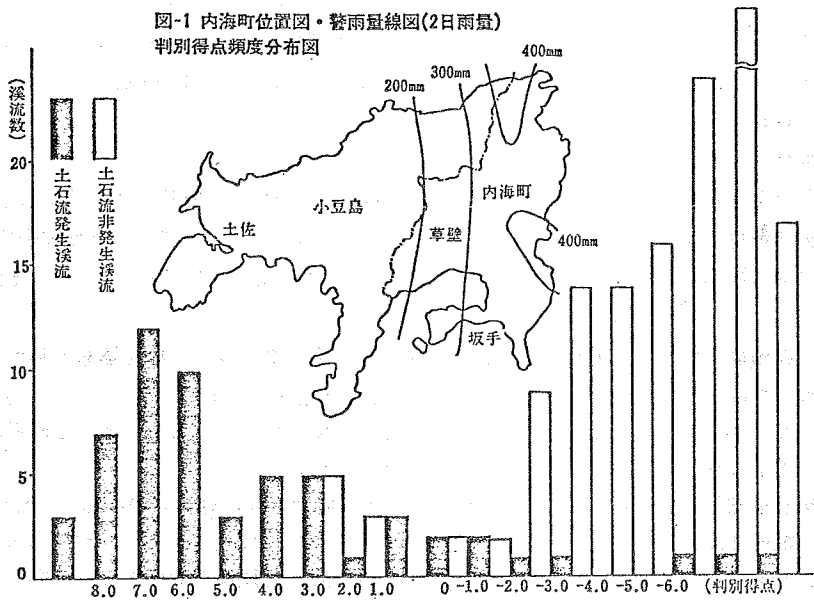 図-1 内海町位置図・警雨量線図(2日雨量)
判別得点頻度分布図
(溪流数)
土石流発生溪流
土石流非発生溪流
400mm
300mm
200mm
小豆島
内海町
土佐
草壁
400mm
坂手
20
15
10
5
0
8.0 7.0 6.0 5.0 4.0 3.0 2.0 1.0 0 -1.0 -2.0 -3.0 -4.0 -5.0 -6.0 (判別得点)